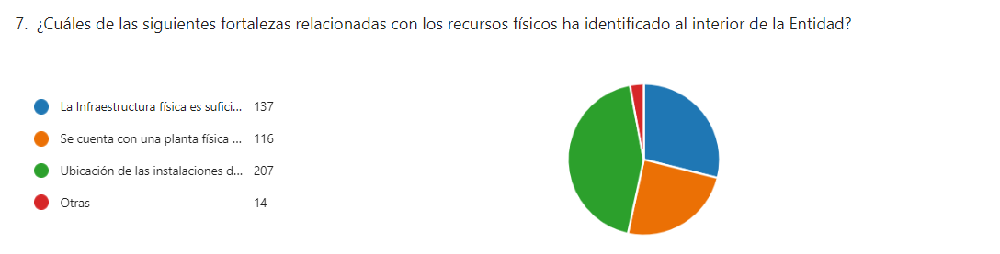 7. ¿Cuáles de las siguientes fortalezas relacionadas con los recursos físicos ha identificado al interior de la Entidad?
La Infraestructura física es sufici... 137
Se cuenta con una planta física ... 116
Ubicación de las instalaciones d... 207
Otras 14